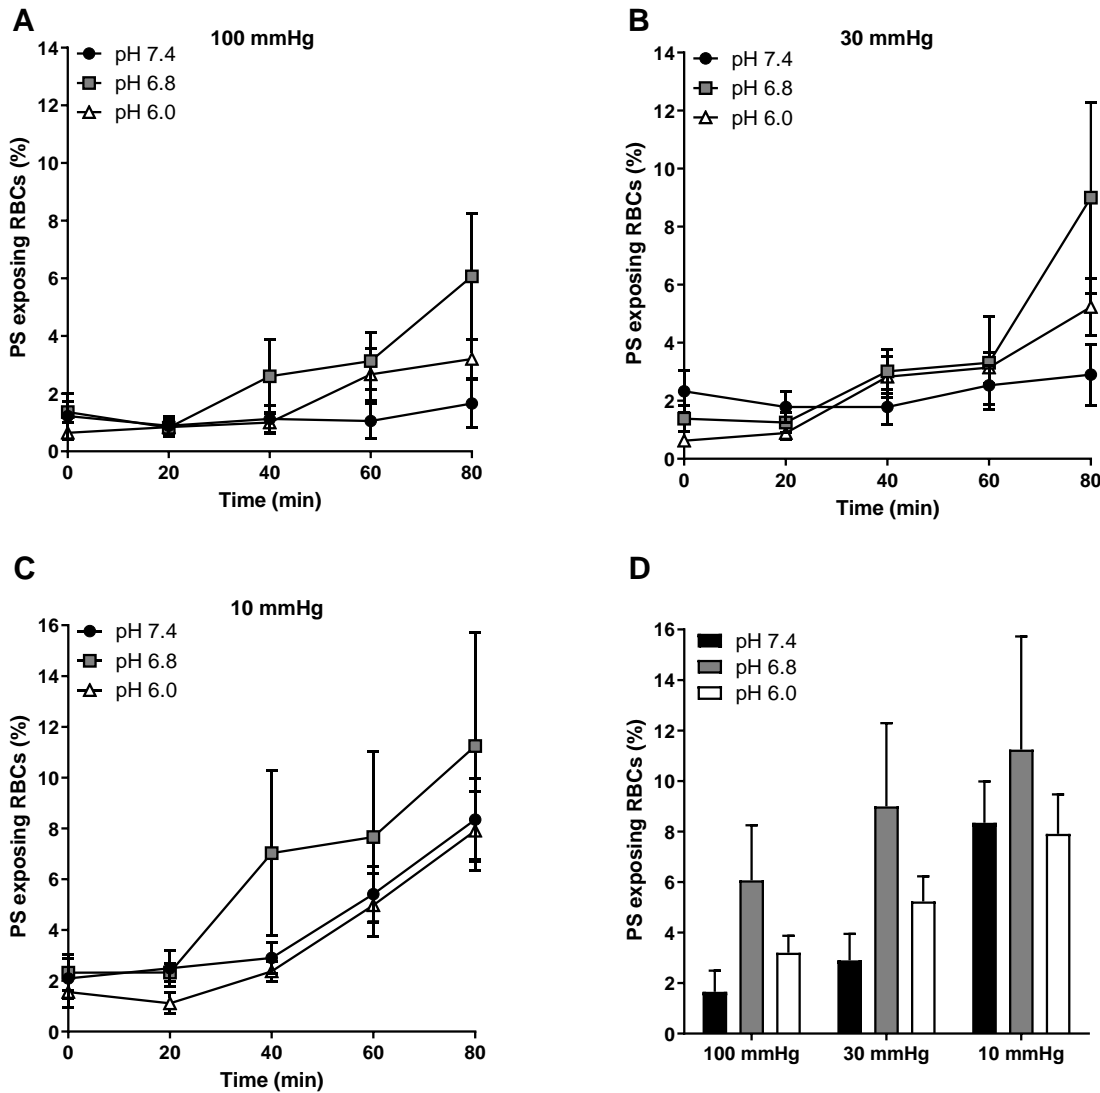 A
100 mmHg
pH 7.4
pH 6.8
pH 6.0
PS exposing RBCs (%)
14
12
10
8
6
4
2
0
0 20 40 60 80
Time (min)
B
30 mmHg
pH 7.4
pH 6.8
pH 6.0
PS exposing RBCs (%)
14
12
10
8
6
4
2
0
0 20 40 60 80
Time (min)
C
10 mmHg
pH 7.4
pH 6.8
pH 6.0
PS exposing RBCs (%)
16
14
12
10
8
6
4
2
0
0 20 40 60 80
Time (min)
D
pH 7.4
pH 6.8
pH 6.0
PS exposing RBCs (%)
16
14
12
10
8
6
4
2
0
100 mmHg 30 mmHg 10 mmHg